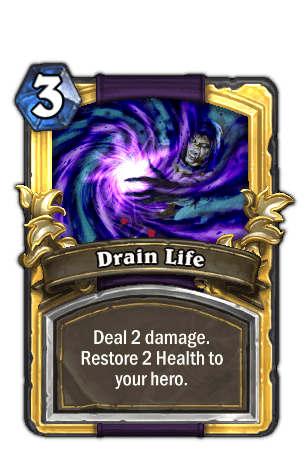 3
Drain Life
Deal 2 damage.
Restore 2 Health to
your hero.